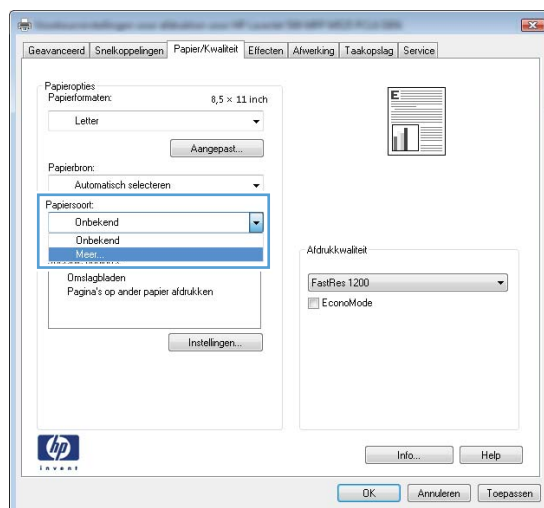 Geavanceerd Snelkoppelingen Papier/Kwaliteit Effecten Afwerking Taakopslag Service
Papieropties
Papierformaten: 8,5 × 11 inch
Letter
Aangepast...
Papierbron:
Automatisch selecteren
Papiersoort:
Onbekend
Onbekend
Meer...
Omslagbladen
Pagina's op ander papier afdrukken
Instellingen...
E
Afdrukkwaliteit
FastRes 1200
EconoMode
hp
invent
Info... Help
OK Annuleren Toepassen